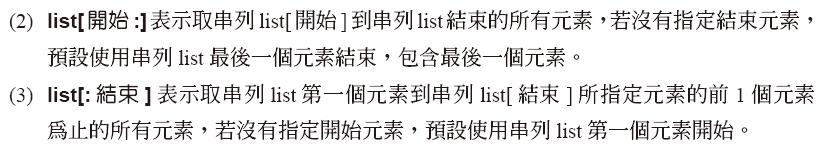 (2) list[開始:]表示取串列 list[開始]到串列 list 結束的所有元素，若沒有指定結束元素，
預設使用串列 list 最後一個元素結束，包含最後一個元素。
(3) list[:結束] 表示取串列 list 第一個元素到串列 list[結束] 所指定元素的前 1 個元素
為止的所有元素，若沒有指定開始元素，預設使用串列 list 第一個元素開始。